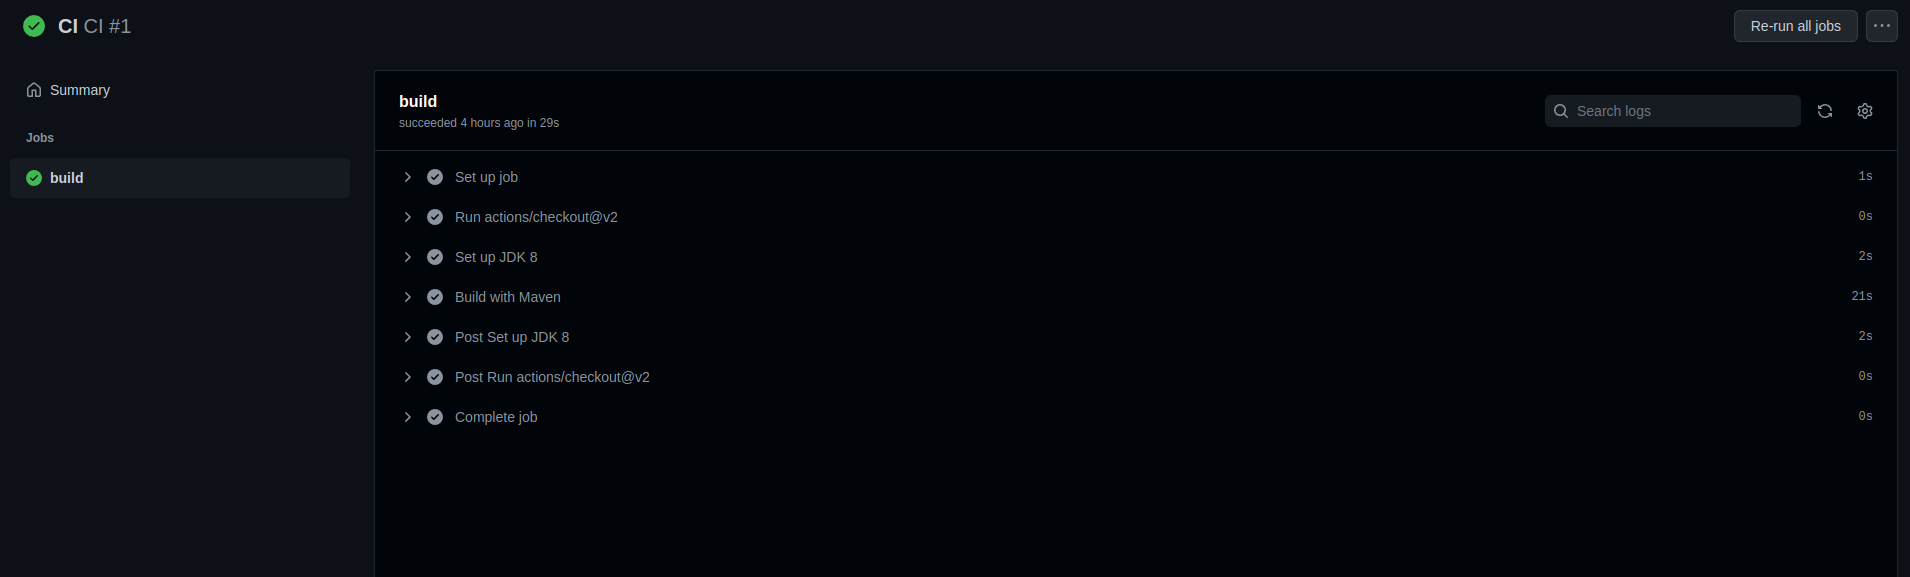 CI CI #1
Re-run all jobs
Summary
Jobs
build
build
succeeded 4 hours ago in 29s
Search logs
Set up job 1s
Run actions/checkout@v2 0s
Set up JDK 8 2s
Build with Maven 21s
Post Set up JDK 8 2s
Post Run actions/checkout@v2 0s
Complete job 0s